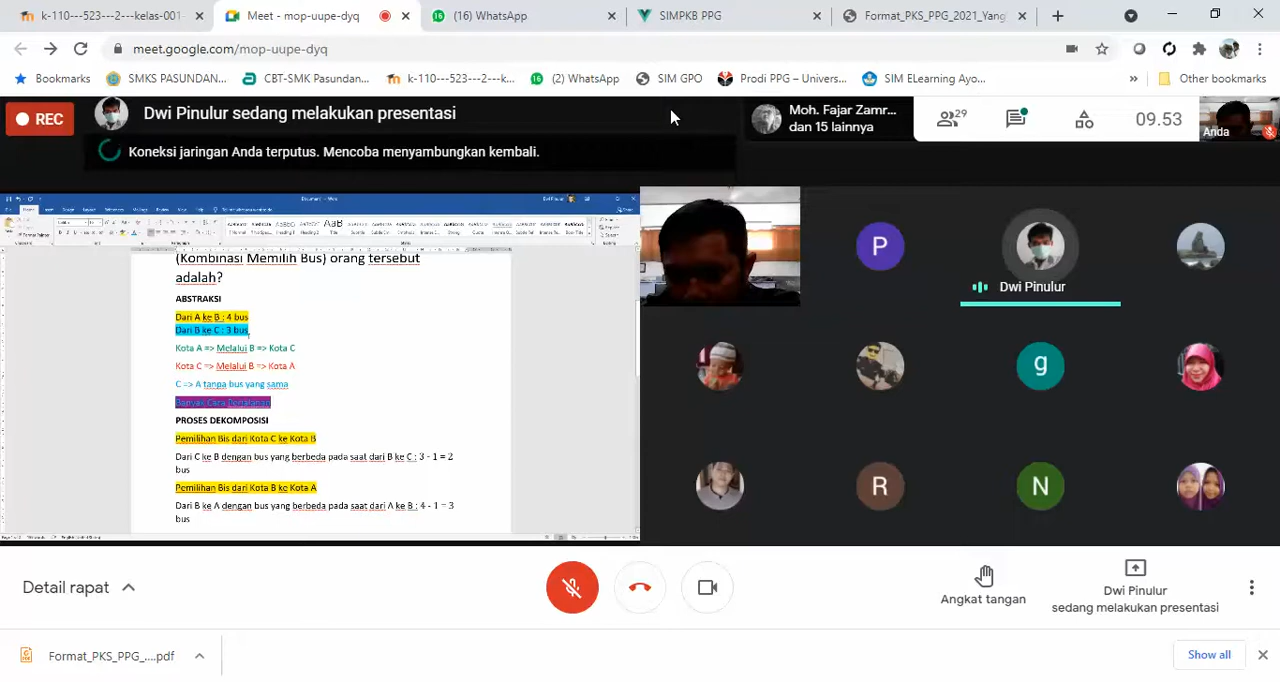 k-110---523---2---kelas-001-
Meet - mop-uupe-dyq
(16) WhatsApp
SIMPKB PPG
Format_PKS_PPG_2021_Yang
meet.google.com/mop-uupe-dyq
Bookmarks
SMKS PASUNDAN...
CBT-SMK Pasundan...
k-110---523---2---k...
(2) WhatsApp
SIM GPO
Prodi PPG – Univers...
SIM ELearning Ayo...
Other bookmarks
REC
Dwi Pinulur sedang melakukan presentasi
Koneksi jaringan Anda terputus. Mencoba menyambungkan kembali.
Moh. Fajar Zamr...
dan 15 lainnya
29
09.53
Anda
(Kombinasi Memilih Bus) orang tersebut
adalah?
ABSTRAKSI
Dari A ke B : 4 bus
Dari B ke C : 3 bus
Kota A => Melalui B => Kota C
Kota C => Melalui B => Kota A
C => A tanpa bus yang sama
Banyak Cara Perjalanan
PROSES DEKOMPOSISI
Pemilihan Bis dari Kota C ke Kota B
Dari C ke B dengan bus yang berbeda pada saat dari B ke C : 3 - 1 = 2
bus
Pemilihan Bis dari Kota B ke Kota A
Dari B ke A dengan bus yang berbeda pada saat dari A ke B : 4 - 1 = 3
bus
P
Dwi Pinulur
g
R
N
Detail rapat
Angkat tangan
Dwi Pinulur
sedang melakukan presentasi
Format_PKS_PPG_....pdf
Show all